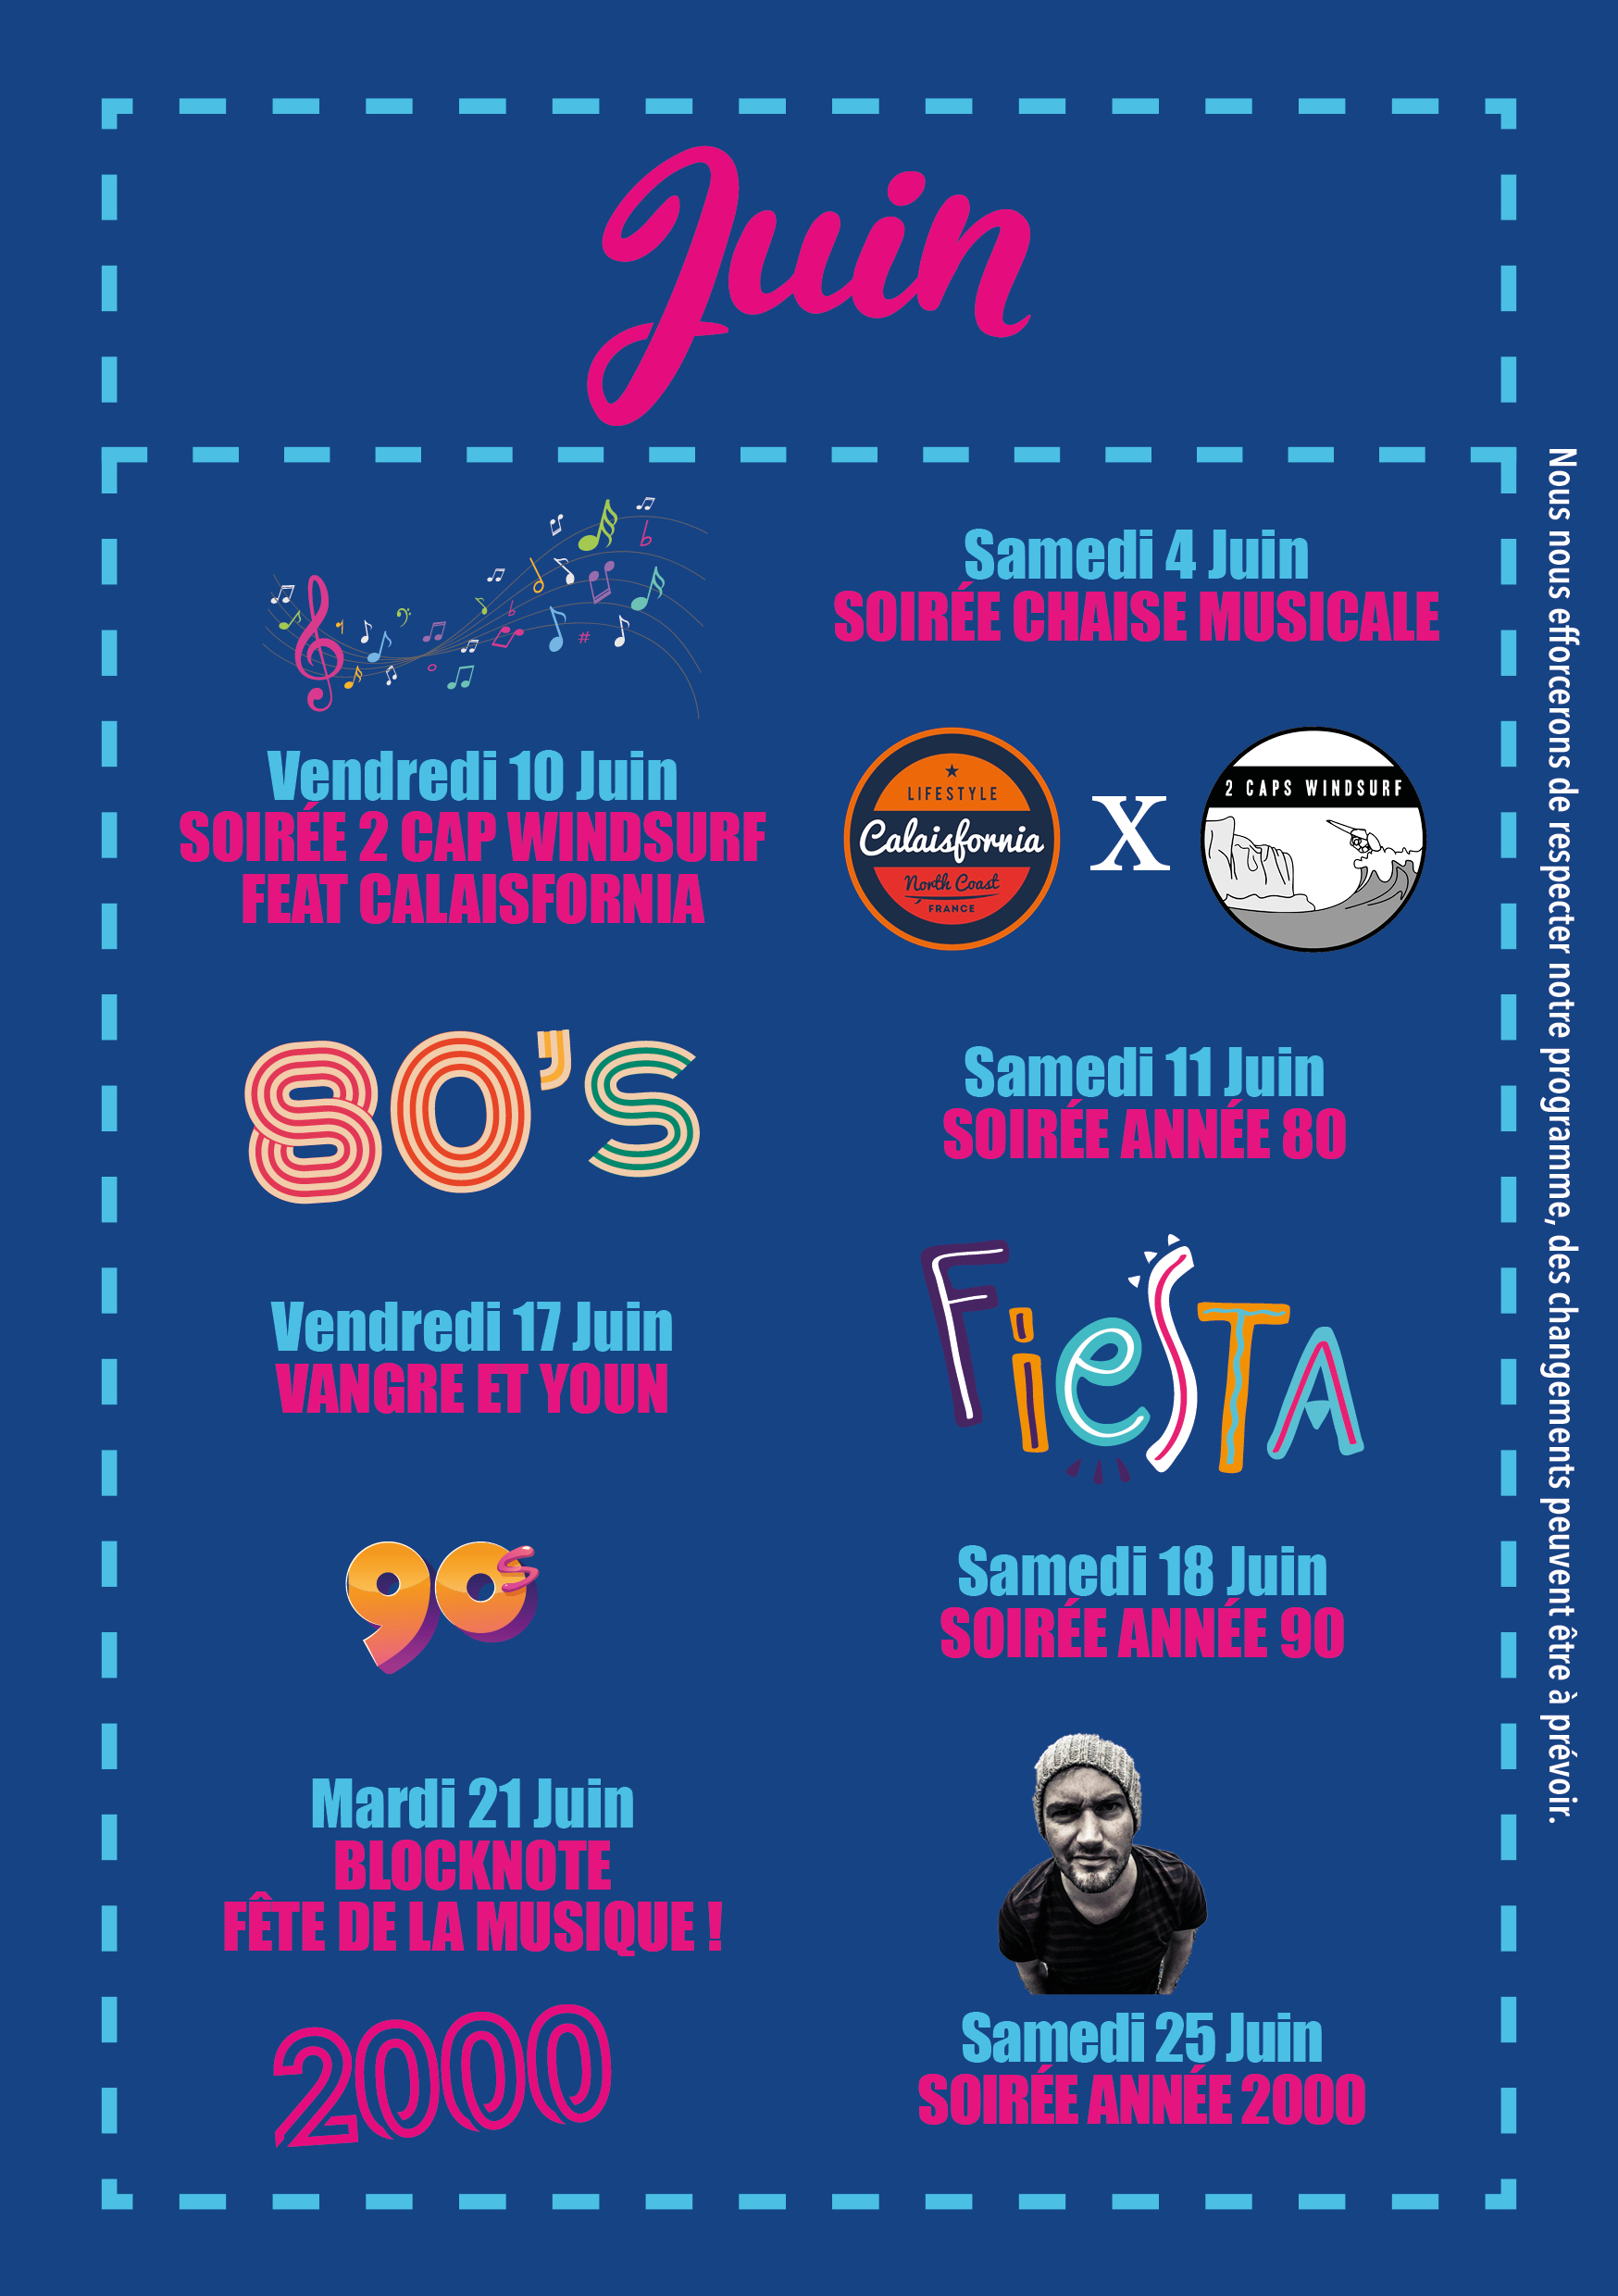 Juin
Samedi 4 Juin
SOIRÉE CHAISE MUSICALE
Vendredi 10 Juin
SOIRÉE 2 CAP WINDSURF
FEAT CALAISFORNIA
LIFESTYLE
Calaisfornia
North Coast
FRANCE
X
2 CAPS WINDSURF
80's
Samedi 11 Juin
SOIRÉE ANNÉE 80
Vendredi 17 Juin
VANGRE ET YOUN
FiesTA
90s
Samedi 18 Juin
SOIRÉE ANNÉE 90
Mardi 21 Juin
BLOCKNOTE
FÊTE DE LA MUSIQUE !
2000
Samedi 25 Juin
SOIRÉE ANNÉE 2000
Nous nous efforcerons de respecter notre programme, des changements peuvent être à prévoir.